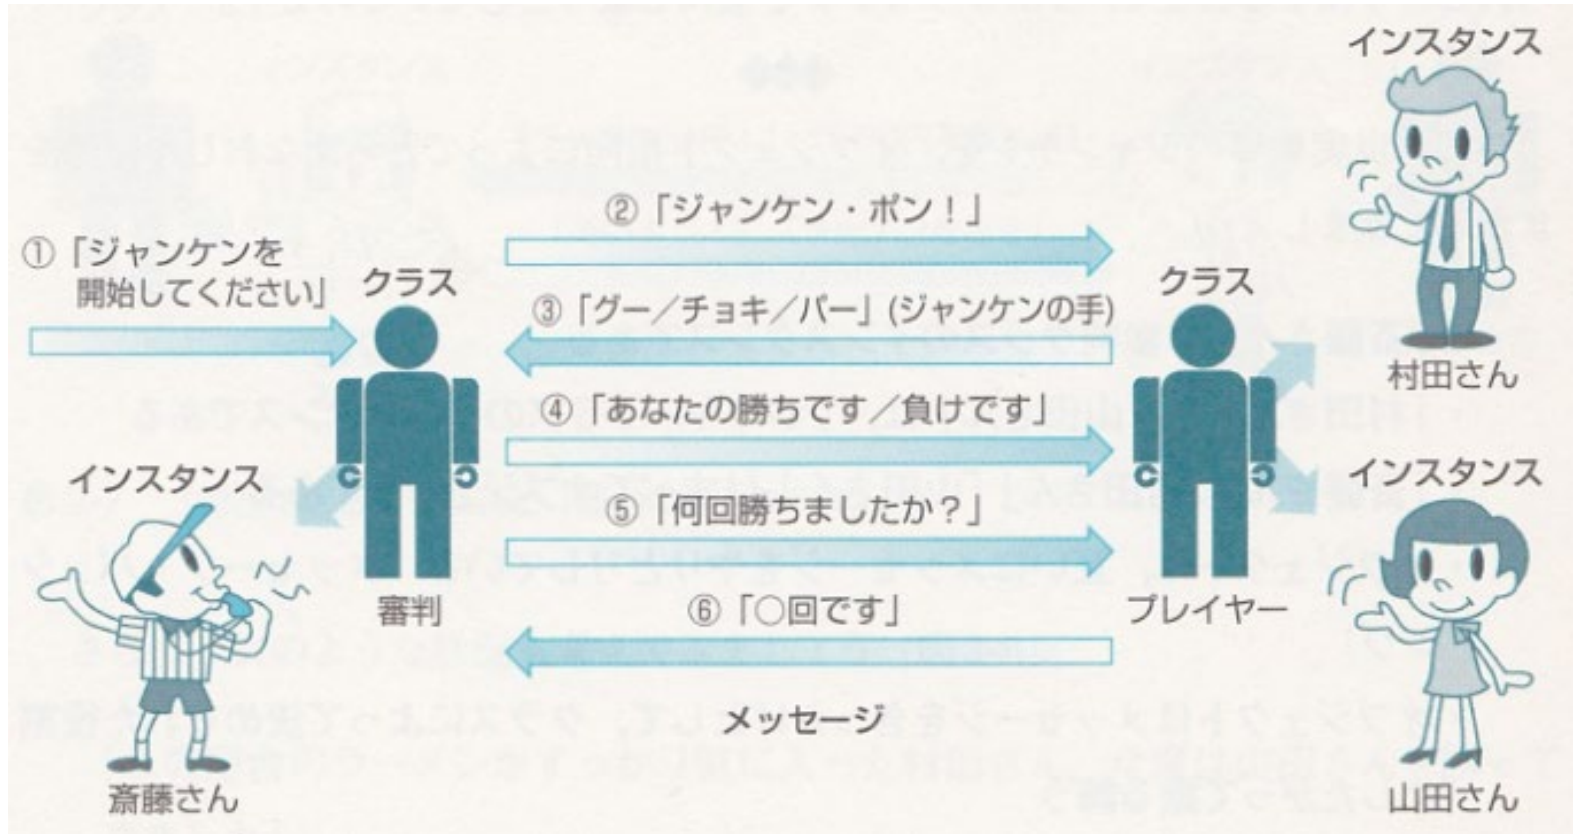 インスタンス
村田さん
①「ジャンケンを
開始してください」
クラス
審判
インスタンス
斎藤さん
②「ジャンケン・ポン！」
③「グー／チョキ／パー」(ジャンケンの手)
④「あなたの勝ちです／負けです」
⑤「何回勝ちましたか？」
⑥「○回です」
メッセージ
クラス
プレイヤー
インスタンス
山田さん